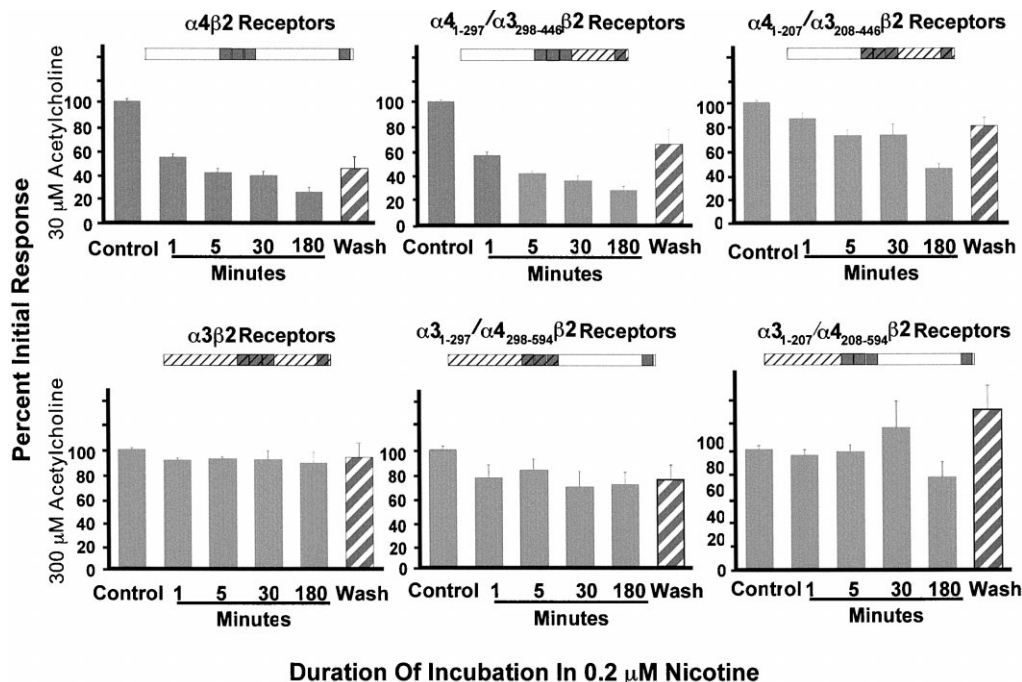 Percent Initial Response
30 µM Acetylcholine
α4β2 Receptors
100
80
60
40
20
0
Control 1 5 30 180 Wash
Minutes
α4₁₋₂₉₇/α3₂₉₈₋₄₄₆β2 Receptors
100
80
60
40
20
0
Control 1 5 30 180 Wash
Minutes
α4₁₋₂₀₇/α3₂₀₈₋₄₄₆β2 Receptors
100
80
60
40
20
0
Control 1 5 30 180 Wash
Minutes
300 µM Acetylcholine
α3β2 Receptors
100
80
60
40
20
0
Control 1 5 30 180 Wash
Minutes
α3₁₋₂₉₇/α4₂₉₈₋₅₉₄β2 Receptors
100
80
60
40
20
0
Control 1 5 30 180 Wash
Minutes
α3₁₋₂₀₇/α4₂₀₈₋₅₉₄β2 Receptors
100
80
60
40
20
0
Control 1 5 30 180 Wash
Minutes
Duration Of Incubation In 0.2 µM Nicotine